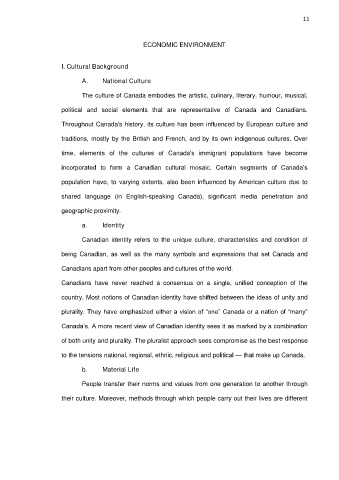 11
ECONOMIC ENVIRONMENT
I. Cultural Background
A. National Culture
The culture of Canada embodies the artistic, culinary, literary, humour, musical,
political and social elements that are representative of Canada and Canadians.
Throughout Canada's history, its culture has been influenced by European culture and
traditions, mostly by the British and French, and by its own indigenous cultures. Over
time, elements of the cultures of Canada's immigrant populations have become
incorporated to form a Canadian cultural mosaic. Certain segments of Canada's
population have, to varying extents, also been influenced by American culture due to
shared language (in English-speaking Canada), significant media penetration and
geographic proximity.
a. Identity
Canadian identity refers to the unique culture, characteristics and condition of
being Canadian, as well as the many symbols and expressions that set Canada and
Canadians apart from other peoples and cultures of the world.
Canadians have never reached a consensus on a single, unified conception of the
country. Most notions of Canadian identity have shifted between the ideas of unity and
plurality. They have emphasized either a vision of “one” Canada or a nation of “many”
Canada's. A more recent view of Canadian identity sees it as marked by a combination
of both unity and plurality. The pluralist approach sees compromise as the best response
to the tensions national, regional, ethnic, religious and political — that make up Canada.
b. Material Life
People transfer their norms and values from one generation to another through
their culture. Moreover, methods through which people carry out their lives are different